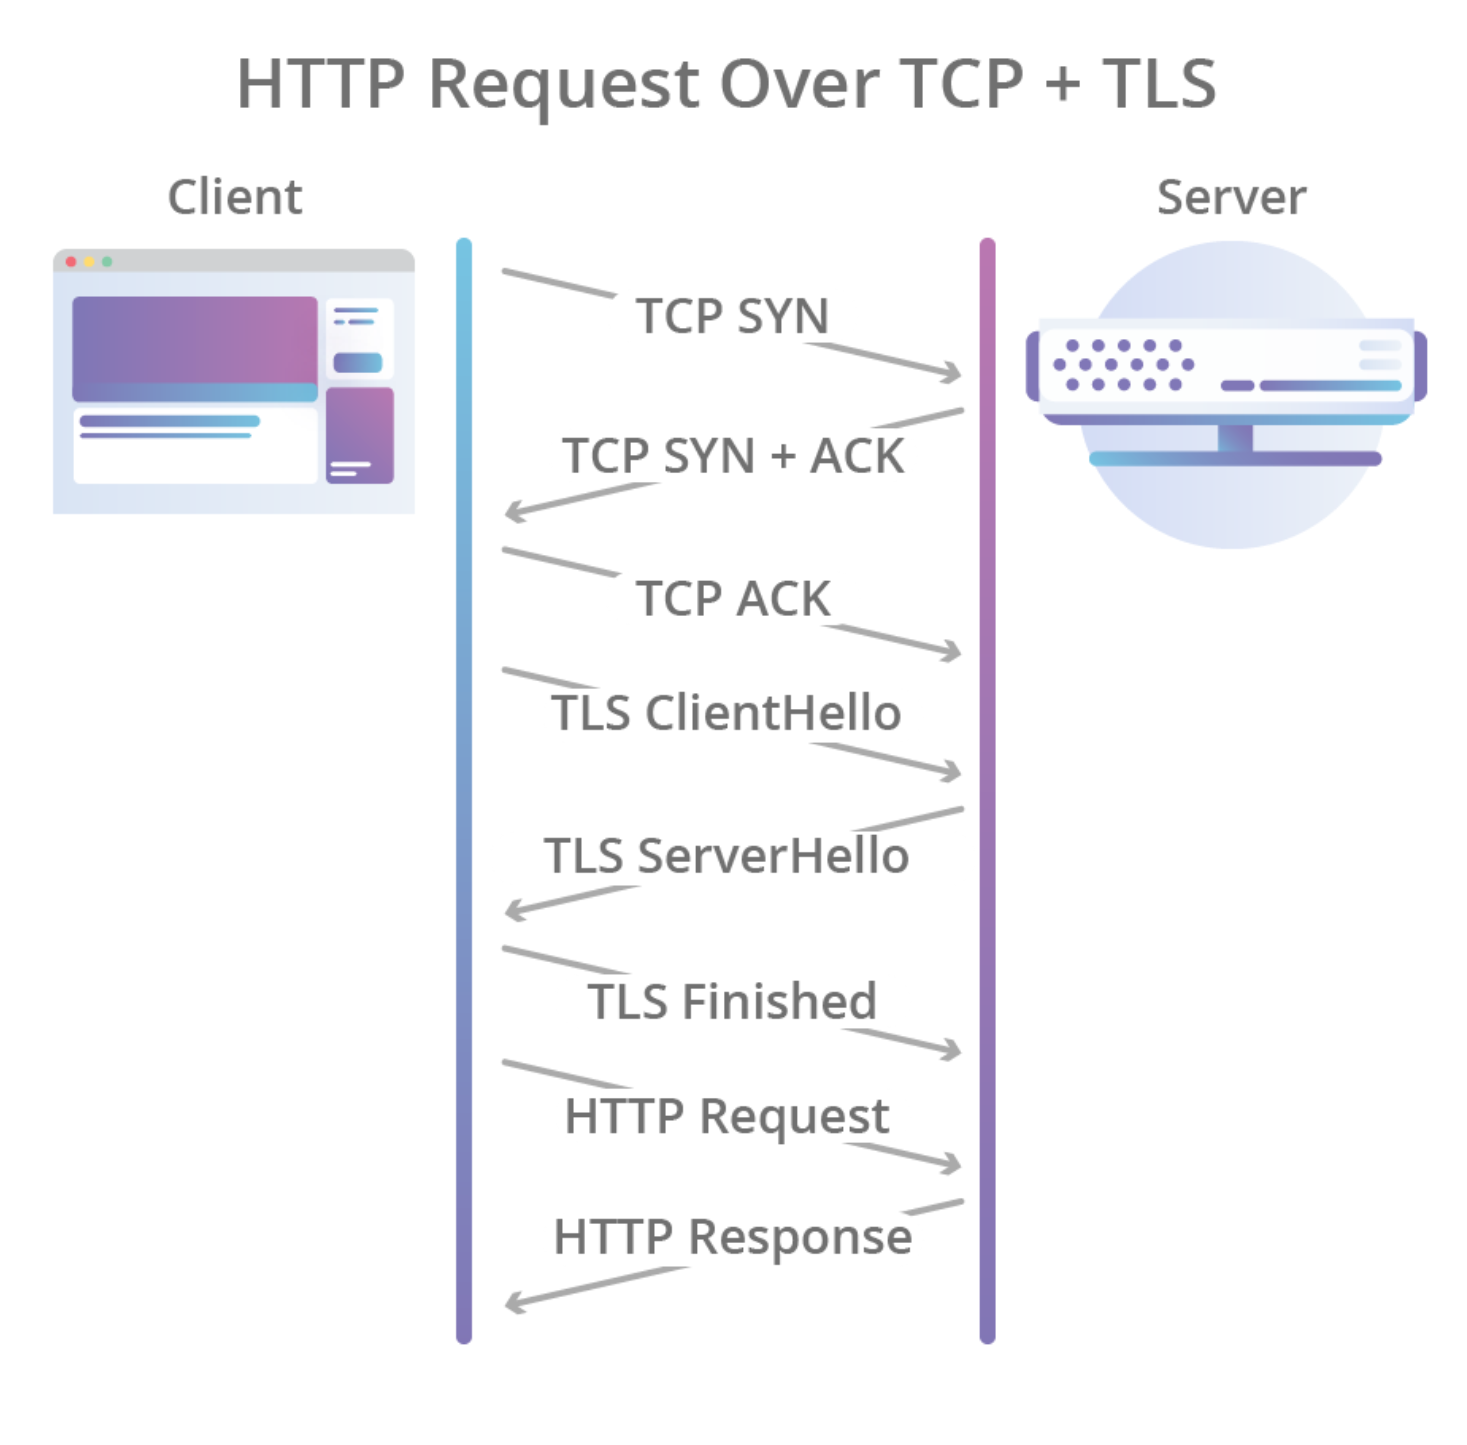 HTTP Request Over TCP + TLS
Client
Server
TCP SYN
TCP SYN + ACK
TCP ACK
TLS ClientHello
TLS ServerHello
TLS Finished
HTTP Request
HTTP Response